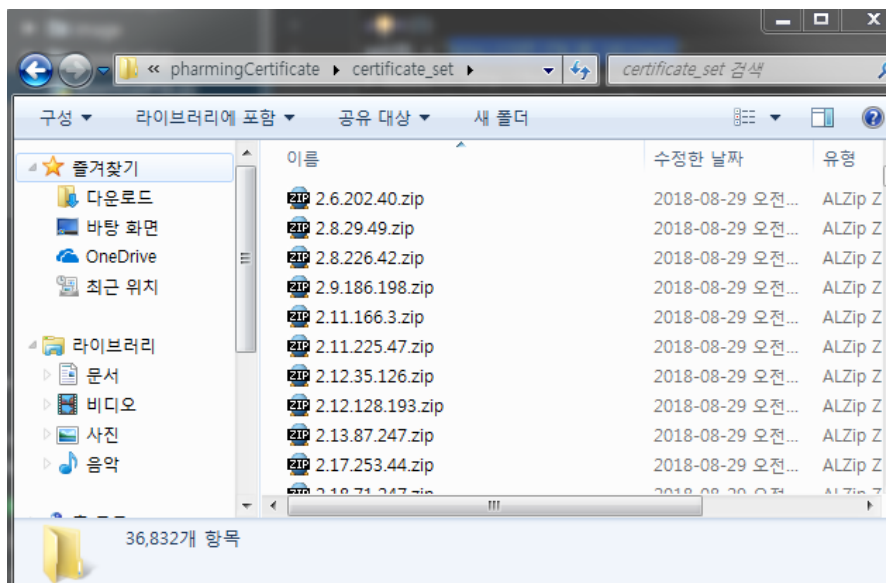 « pharmingCertificate ▸ certificate_set ▸
certificate_set 검색
구성 ▼ 라이브러리에 포함 ▼ 공유 대상 ▼ 새 폴더
즐겨찾기
다운로드
바탕 화면
OneDrive
최근 위치
라이브러리
문서
비디오
사진
음악
이름 수정한 날짜 유형
2.6.202.40.zip 2018-08-29 오전... ALZip Z
2.8.29.49.zip 2018-08-29 오전... ALZip Z
2.8.226.42.zip 2018-08-29 오전... ALZip Z
2.9.186.198.zip 2018-08-29 오전... ALZip Z
2.11.166.3.zip 2018-08-29 오전... ALZip Z
2.11.225.47.zip 2018-08-29 오전... ALZip Z
2.12.35.126.zip 2018-08-29 오전... ALZip Z
2.12.128.193.zip 2018-08-29 오전... ALZip Z
2.13.87.247.zip 2018-08-29 오전... ALZip Z
2.17.253.44.zip 2018-08-29 오전... ALZip Z
36,832개 항목